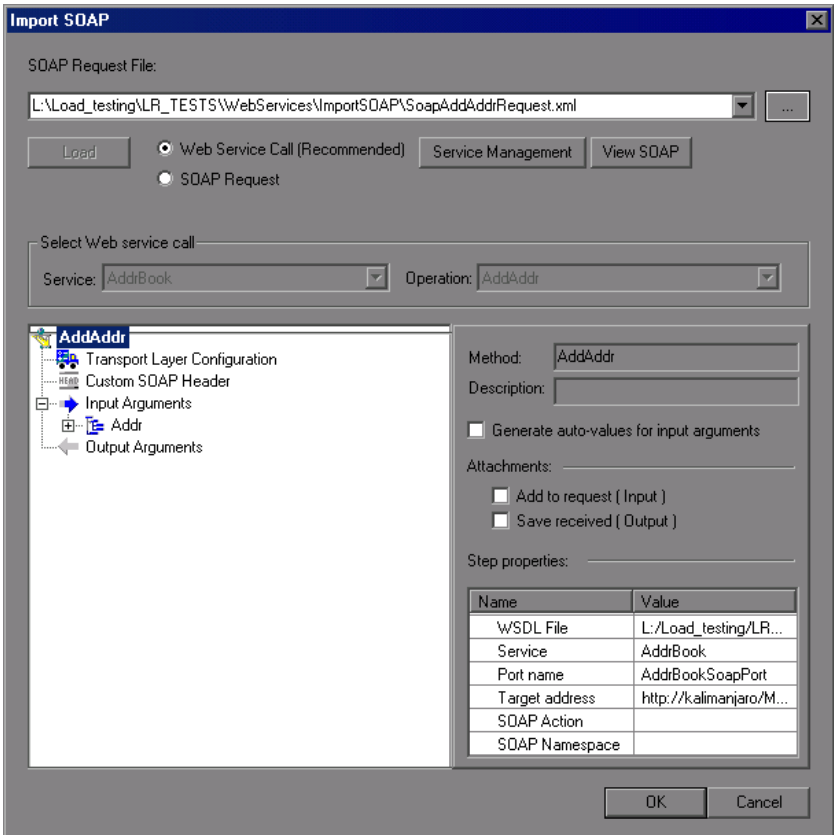 Import SOAP
SOAP Request File:
L:\Load_testing\LR_TESTS\WebServices\ImportSOAP\SoapAddAddrRequest.xml
...
Load
Web Service Call (Recommended)
Service Management
View SOAP
SOAP Request
Select Web service call
Service: AddrBook
Operation: AddAddr
AddAddr
Transport Layer Configuration
HEAD Custom SOAP Header
Input Arguments
Addr
Output Arguments
Method: AddAddr
Description:
Generate auto-values for input arguments
Attachments:
Add to request ( Input )
Save received ( Output )
Step properties:
Name Value
WSDL File L:/Load_testing/LR...
Service AddrBook
Port name AddrBookSoapPort
Target address http://kalimanjaro/M...
SOAP Action
SOAP Namespace
OK Cancel